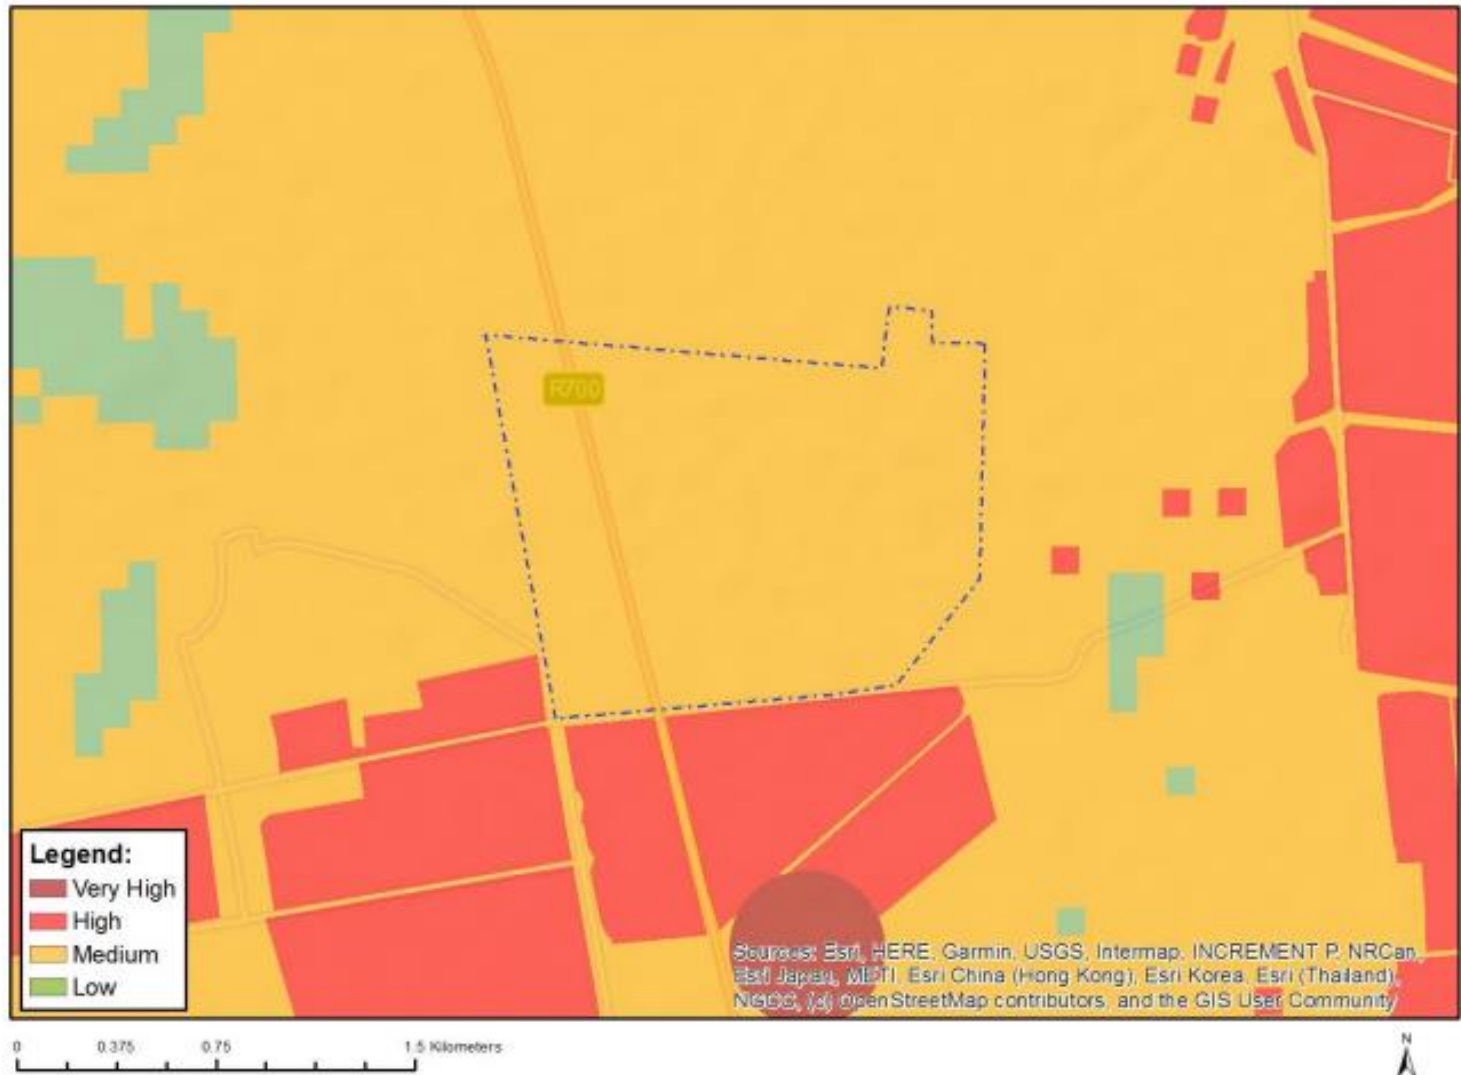 R700
Legend:
Very High
High
Medium
Low
Sources: Esri, HERE, Garmin, USGS, Intermap, INCREMENT P, NRCan,
Esri Japan, METI, Esri China (Hong Kong), Esri Korea, Esri (Thailand),
NGCC, (c) OpenStreetMap contributors, and the GIS User Community
0 0.375 0.75 1.5 Kilometers
N